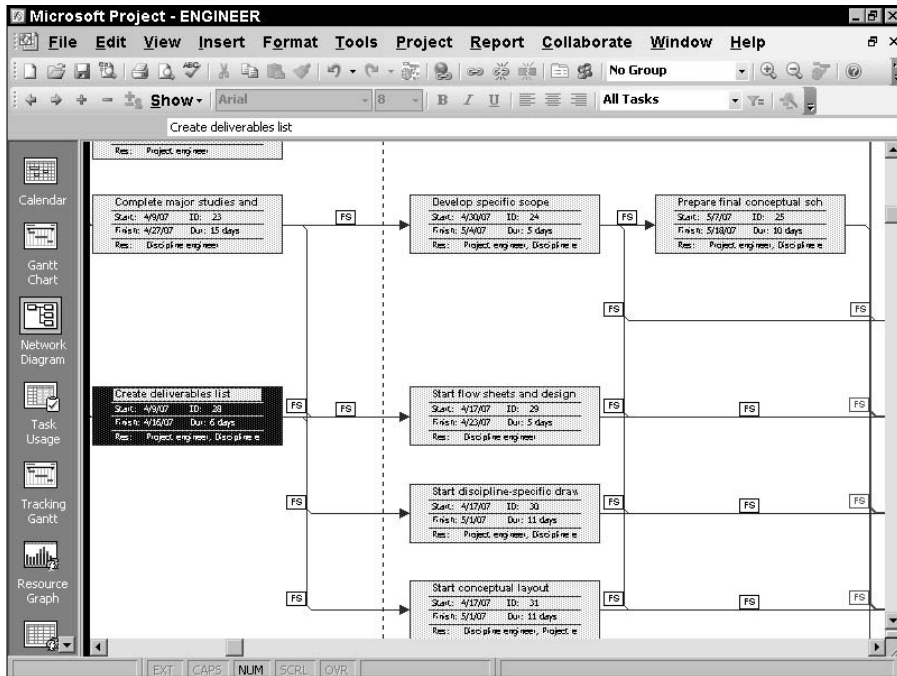 Microsoft Project - ENGINEER
File Edit View Insert Format Tools Project Report Collaborate Window Help
No Group
Show Arial 8 B I U All Tasks
Create deliverables list
Res: Project engineer
Calendar
Gantt
Chart
Network
Diagram
Task
Usage
Tracking
Gantt
Resource
Graph
Complete major studies and
Start: 4/9/07 ID: 23
Finish: 4/27/07 Dur: 15 days
Res: Discipline engineer
FS
Develop specific scope
Start: 4/30/07 ID: 24
Finish: 5/4/07 Dur: 5 days
Res: Project engineer, Discipline e
FS
Prepare final conceptual sch
Start: 5/7/07 ID: 25
Finish: 5/18/07 Dur: 10 days
Res: Project engineer, Discipline e
FS
FS
Create deliverables list
Start: 4/9/07 ID: 28
Finish: 4/16/07 Dur: 6 days
Res: Project engineer, Discipline e
FS
FS
Start flow sheets and design
Start: 4/17/07 ID: 29
Finish: 4/23/07 Dur: 5 days
Res: Discipline engineer
FS
FS
FS
FS
Start discipline-specific draw
Start: 4/17/07 ID: 30
Finish: 5/1/07 Dur: 11 days
Res: Project engineer, Discipline e
FS
FS
FS
FS
Start conceptual layout
Start: 4/17/07 ID: 31
Finish: 5/1/07 Dur: 11 days
Res: Discipline engineer, Project e
FS
FS
FS
EXT CAPS NUM SCRL OVR